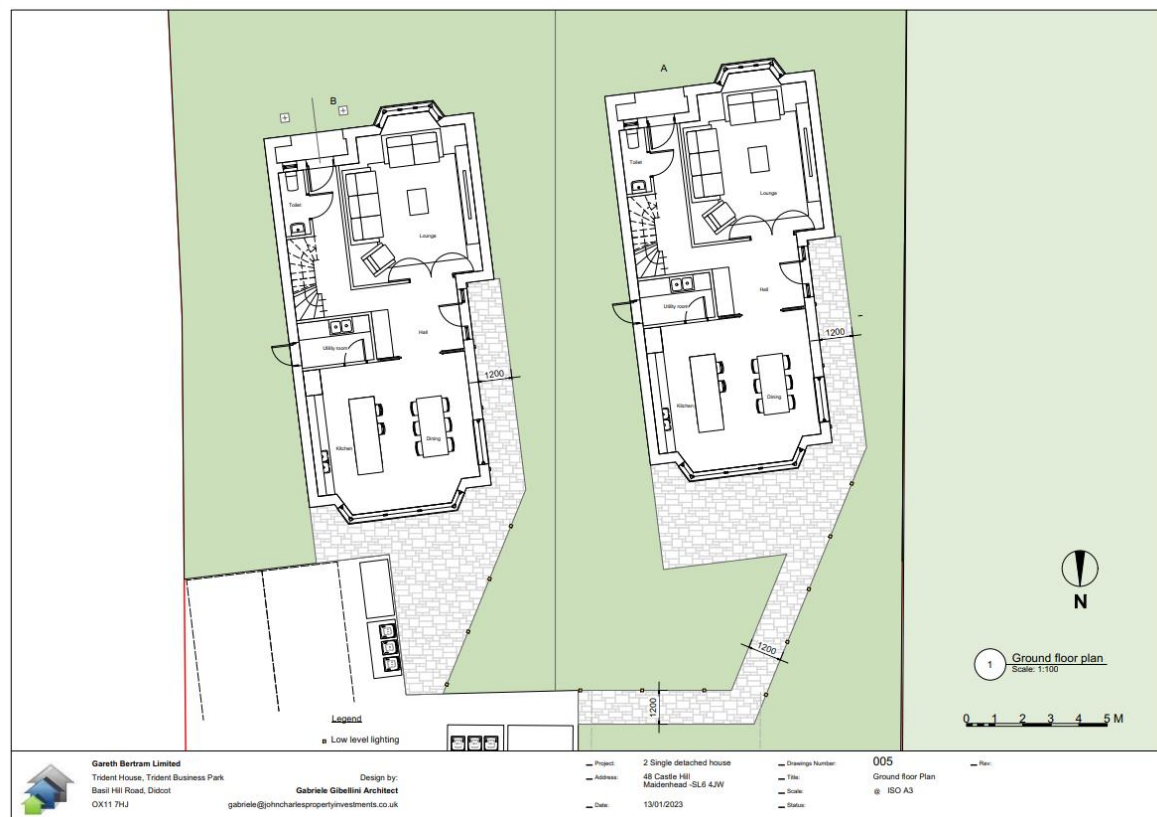 A
B
Toilet
Lounge
Toilet
Lounge
Hall
Utility room
1200
Hall
Utility room
1200
Kitchen
Dining
Kitchen
Dining
1200
1200
N
1
Ground floor plan
Scale: 1:100
0 1 2 3 4 5 M
Legend
Low level lighting
Gareth Bertram Limited
Trident House, Trident Business Park
Basil Hill Road, Didcot
OX11 7HJ
Design by:
Gabriele Gibellini Architect
gabriele@johncharlespropertyinvestments.co.uk
Project: 2 Single detached house
Address: 48 Castle Hill
Maidenhead -SL6 4JW
Date: 13/01/2023
Drawings Number: 005
Title: Ground floor Plan
Scale: @ ISO A3
Status:
Rev: